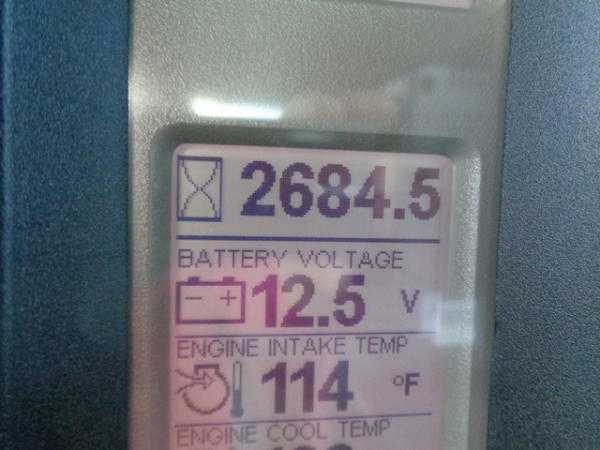 2684.5
BATTERY VOLTAGE
- + 12.5 V
ENGINE INTAKE TEMP
114 °F
ENGINE COOL TEMP